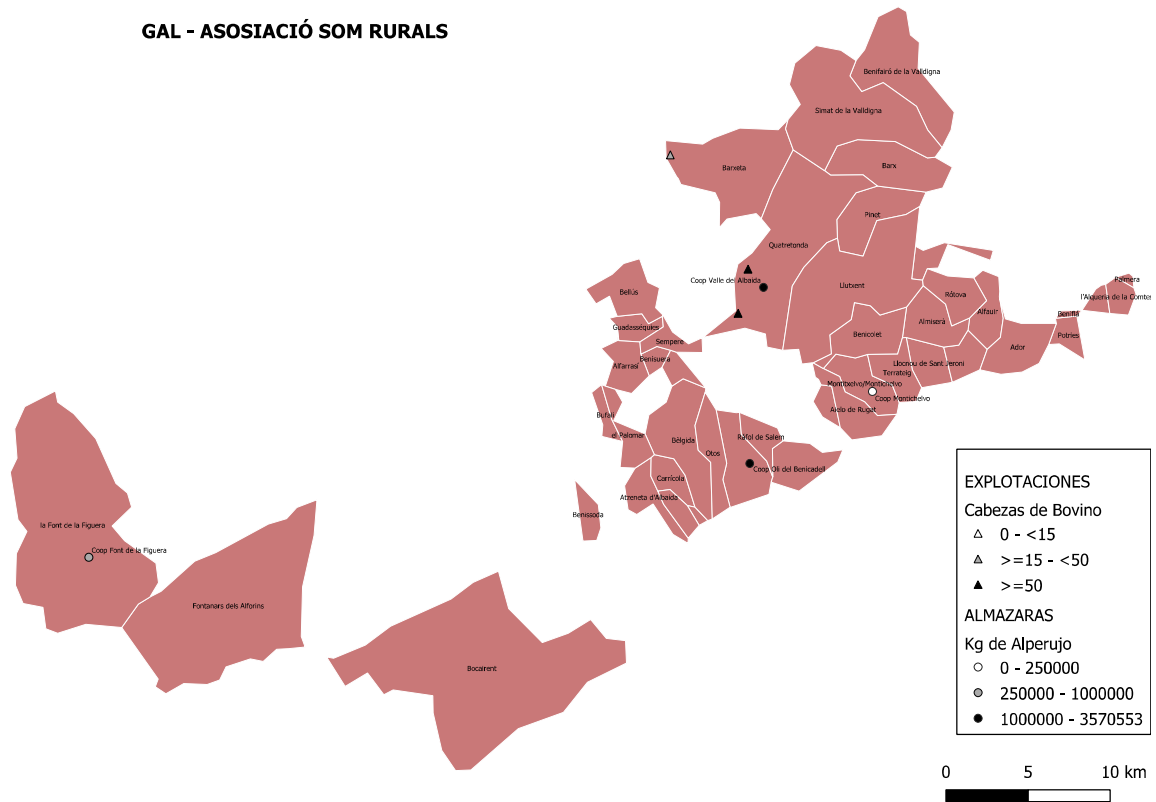 GAL - ASOSIACIÓ SOM RURALS
Benifairó de la Valldigna
Simat de la Valldigna
Barxeta
Barx
Pinet
Quatretonda
Coop Valle del Albaida
Llutxent
Palmera
l'Alqueria de la Comtessa
Bellús
Ròtova
Guadasséquies
Almiserà
Alfauir
Beniflá
Sempere
Benicolet
Potries
Ador
Benisuera
Alfarrasí
Llocnou de Sant Jeroni
Terrateig
Montitxelvo/Montichelvo
Coop Montichelvo
Aielo de Rugat
Bufali
el Palomar
Bèlgida
Ràfol de Salem
Otos
Coop Oli del Benicadell
Carrícola
Atzeneta d'Albaida
Benissoda
la Font de la Figuera
Coop Font de la Figuera
Fontanars dels Alforins
Bocairent
EXPLOTACIONES
Cabezas de Bovino
0 - <15
>=15 - <50
>=50
ALMAZARAS
Kg de Alperujo
0 - 250000
250000 - 1000000
1000000 - 3570553
0 5 10 km